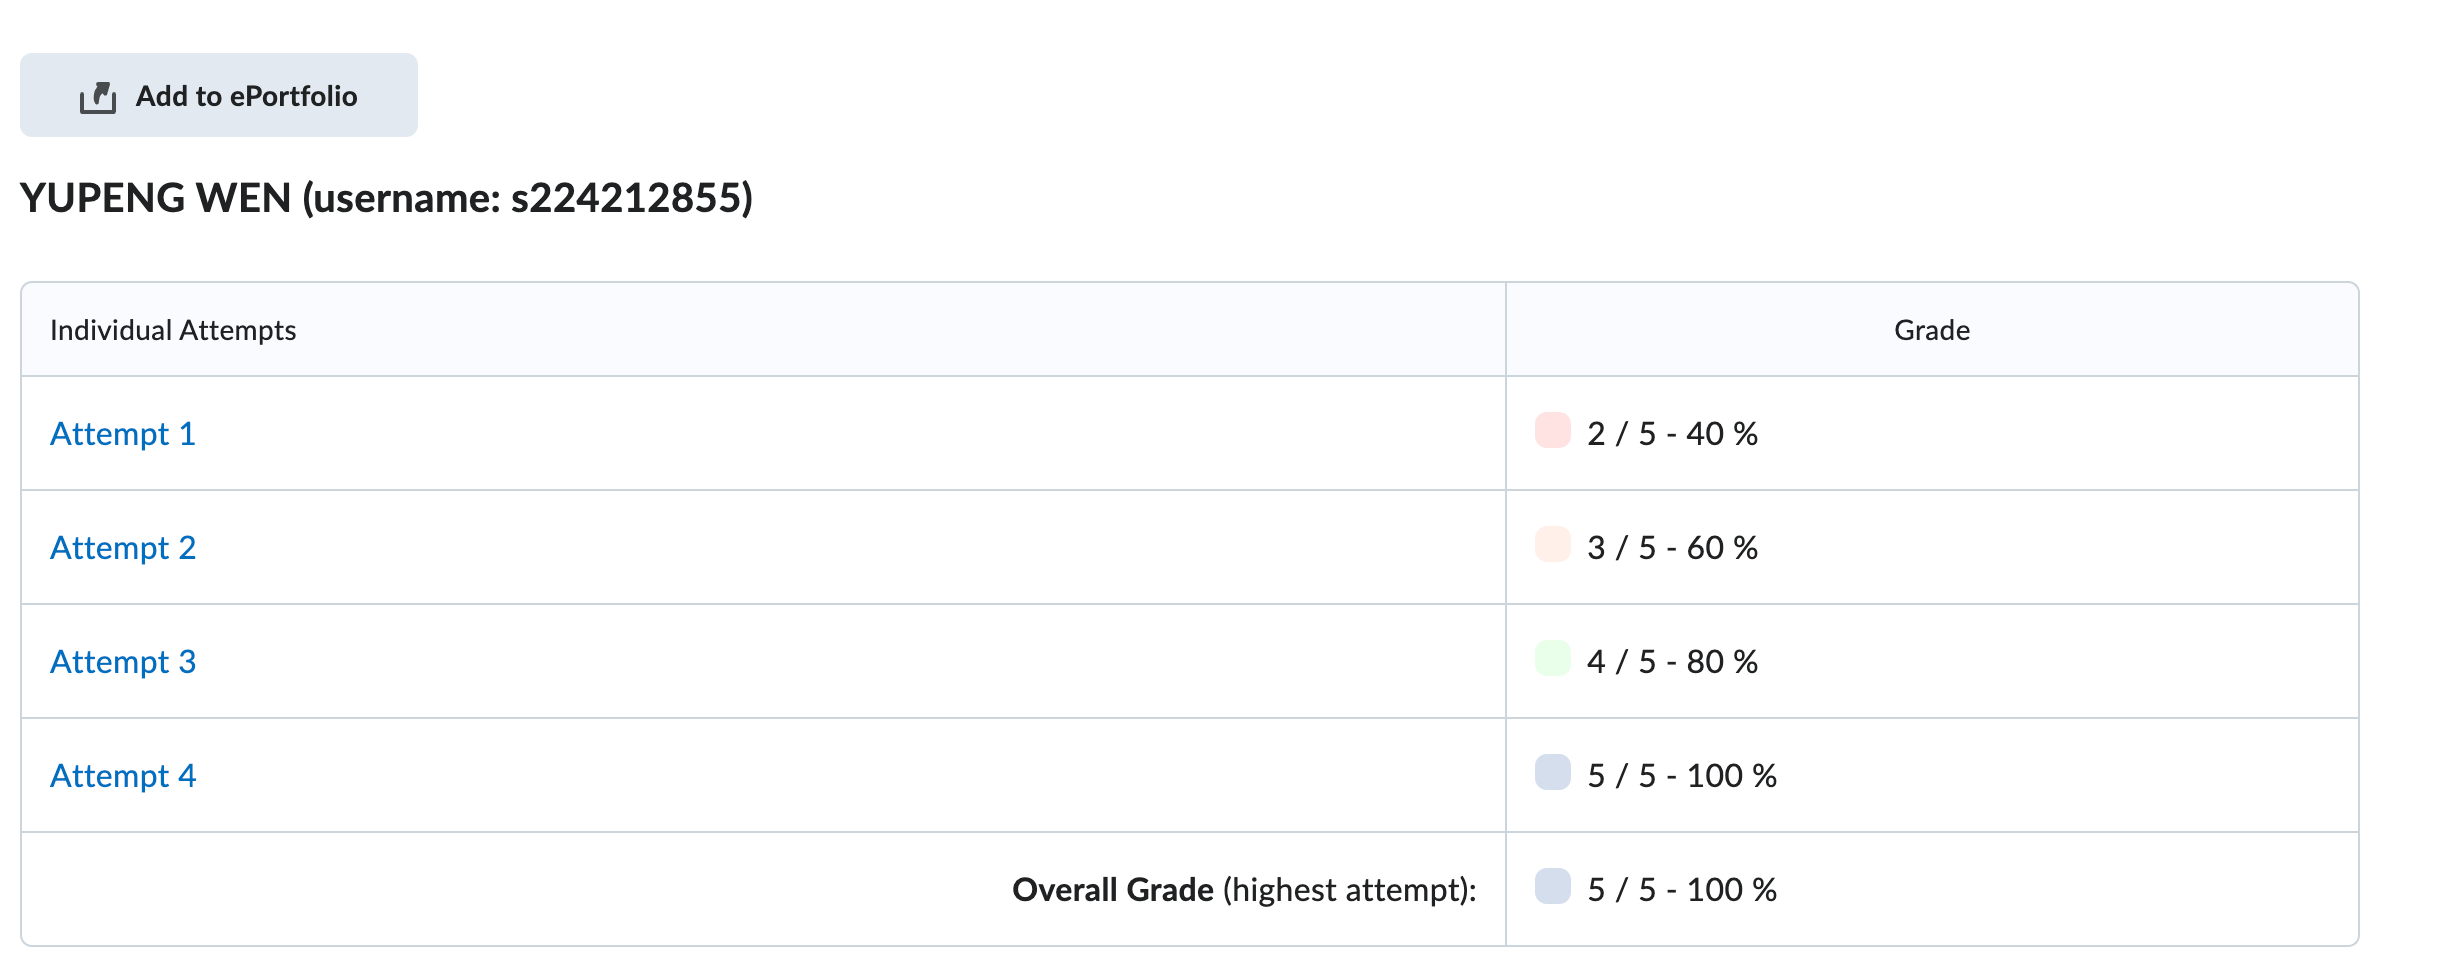 Add to ePortfolio
YUPENG WEN (username: s224212855)
Individual Attempts Grade
Attempt 1 2 / 5 - 40 %
Attempt 2 3 / 5 - 60 %
Attempt 3 4 / 5 - 80 %
Attempt 4 5 / 5 - 100 %
Overall Grade (highest attempt): 5 / 5 - 100 %